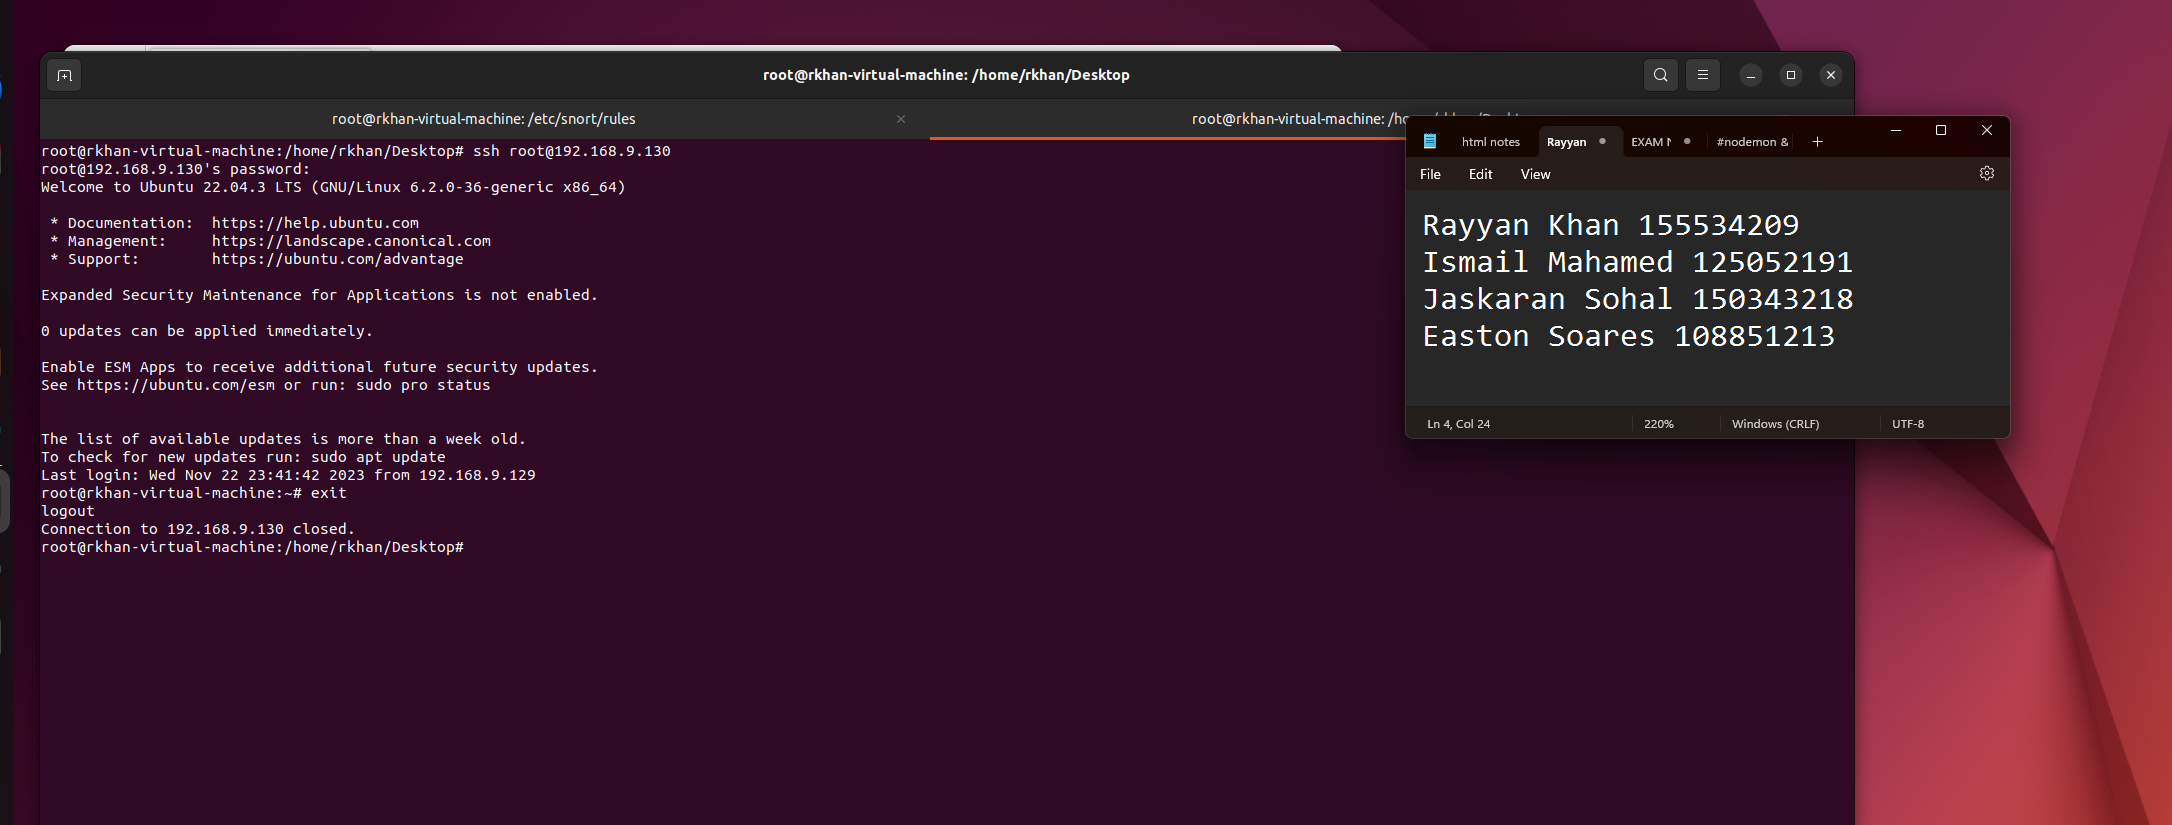 root@rkhan-virtual-machine: /home/rkhan/Desktop
root@rkhan-virtual-machine: /etc/snort/rules
root@rkhan-virtual-machine: /ho
root@rkhan-virtual-machine:/home/rkhan/Desktop# ssh root@192.168.9.130
root@192.168.9.130's password:
Welcome to Ubuntu 22.04.3 LTS (GNU/Linux 6.2.0-36-generic x86_64)
* Documentation:  https://help.ubuntu.com
* Management:     https://landscape.canonical.com
* Support:        https://ubuntu.com/advantage
Expanded Security Maintenance for Applications is not enabled.
0 updates can be applied immediately.
Enable ESM Apps to receive additional future security updates.
See https://ubuntu.com/esm or run: sudo pro status
The list of available updates is more than a week old.
To check for new updates run: sudo apt update
Last login: Wed Nov 22 23:41:42 2023 from 192.168.9.129
root@rkhan-virtual-machine:~# exit
logout
Connection to 192.168.9.130 closed.
root@rkhan-virtual-machine:/home/rkhan/Desktop#
html notes Rayyan EXAM #nodemon &
File Edit View
Rayyan Khan 155534209
Ismail Mahamed 125052191
Jaskaran Sohal 150343218
Easton Soares 108851213
Ln 4, Col 24 220% Windows (CRLF) UTF-8